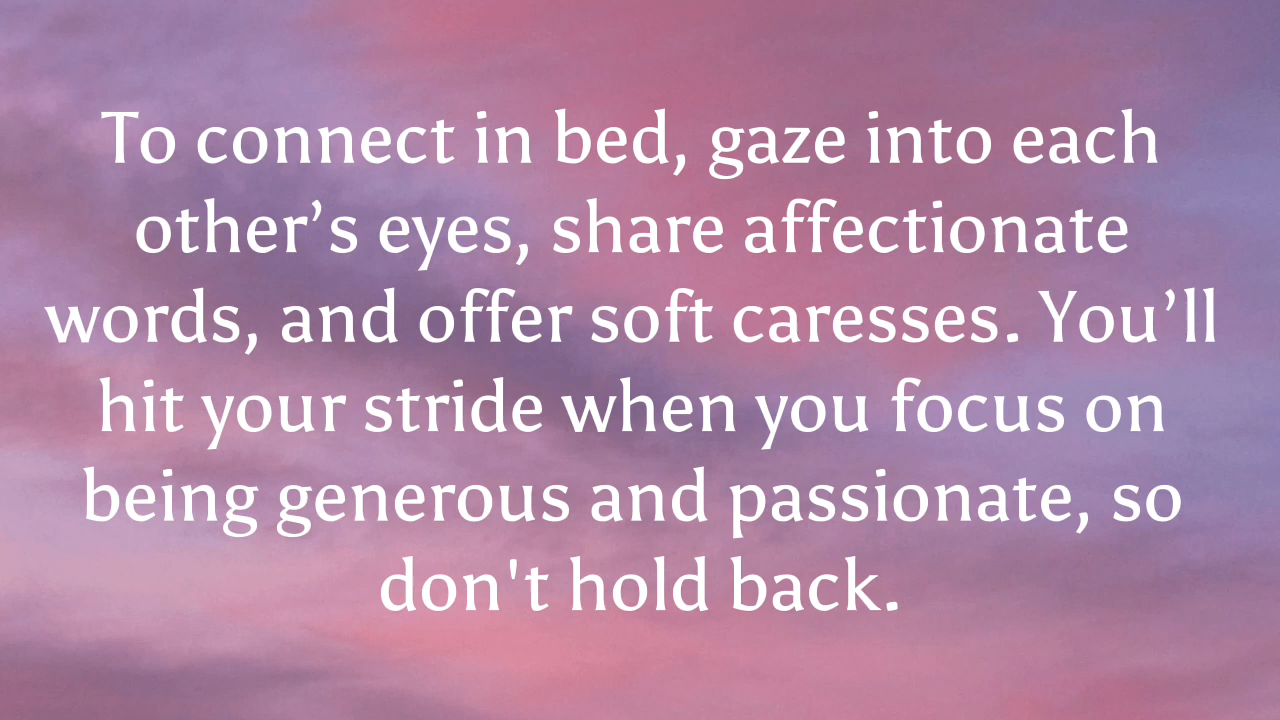 To connect in bed, gaze into each
other’s eyes, share affectionate
words, and offer soft caresses. You’ll
hit your stride when you focus on
being generous and passionate, so
don't hold back.